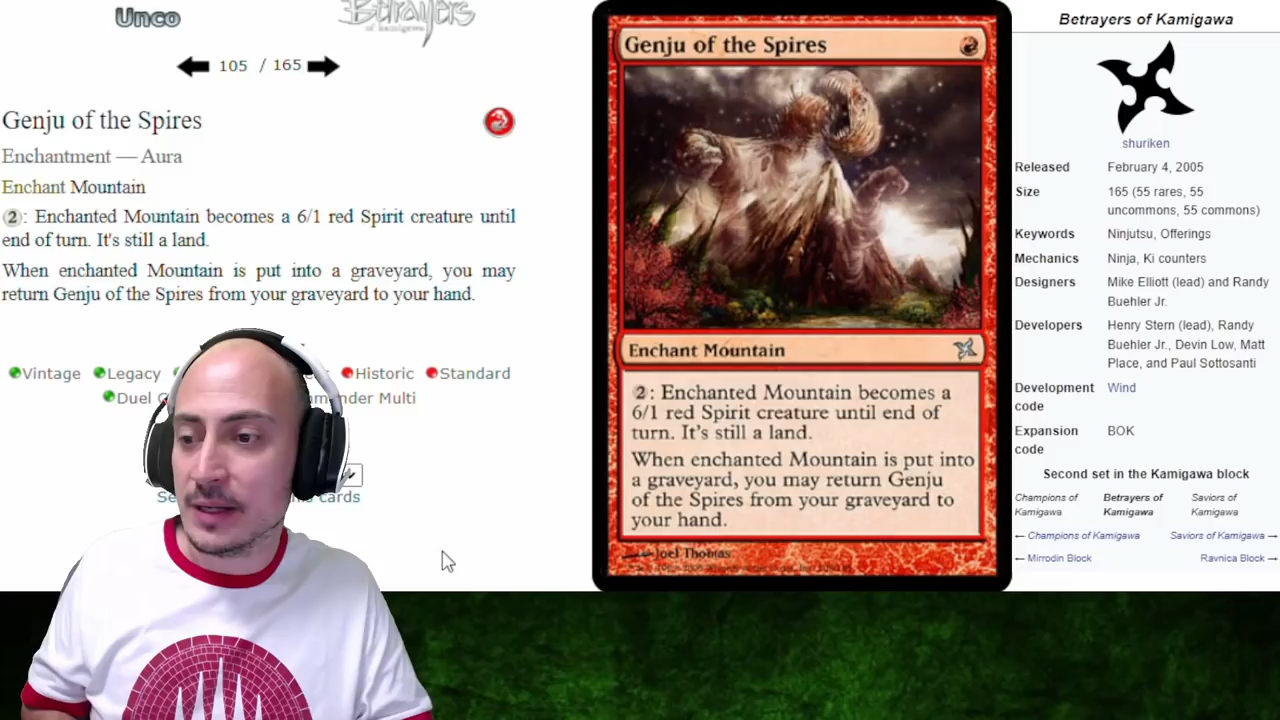 Unco
Betrayers
of kamigawa
105 / 165
Genju of the Spires
Enchantment — Aura
Enchant Mountain
2: Enchanted Mountain becomes a 6/1 red Spirit creature until
end of turn. It's still a land.
When enchanted Mountain is put into a graveyard, you may
return Genju of the Spires from your graveyard to your hand.
Vintage Legacy Historic Standard
Duel Multi
cards
Genju of the Spires
Enchant Mountain
2: Enchanted Mountain becomes a
6/1 red Spirit creature until end of
turn. It's still a land.
When enchanted Mountain is put into
a graveyard, you may return Genju
of the Spires from your graveyard to
your hand.
Joel Thomas
Betrayers of Kamigawa
shuriken
Released February 4, 2005
Size 165 (55 rares, 55
uncommons, 55 commons)
Keywords Ninjutsu, Offerings
Mechanics Ninja, Ki counters
Designers Mike Elliott (lead) and Randy
Buehler Jr.
Developers Henry Stern (lead), Randy
Buehler Jr., Devin Low, Matt
Place, and Paul Sottosanti
Development Wind
code
Expansion BOK
code
Second set in the Kamigawa block
Champions of Betrayers of Saviors of
Kamigawa Kamigawa Kamigawa
← Champions of Kamigawa Saviors of Kamigawa →
← Mirrodin Block Ravnica Block →